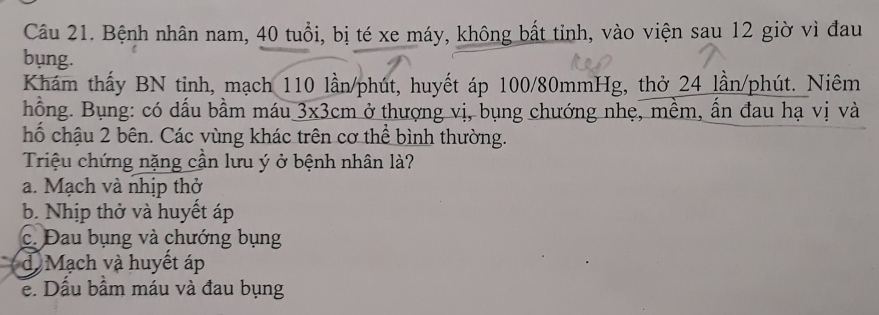 Câu 21. Bệnh nhân nam, 40 tuổi, bị té xe máy, không bất tỉnh, vào viện sau 12 giờ vì đau
bụng.
Khám thấy BN tỉnh, mạch 110 lần/phút, huyết áp 100/80mmHg, thở 24 lần/phút. Niêm
hồng. Bụng: có dấu bầm máu 3x3cm ở thượng vị, bụng chướng nhẹ, mềm, ấn đau hạ vị và
hố chậu 2 bên. Các vùng khác trên cơ thể bình thường.
Triệu chứng nặng cần lưu ý ở bệnh nhân là?
a. Mạch và nhịp thở
b. Nhịp thở và huyết áp
c. Đau bụng và chướng bụng
d. Mạch và huyết áp
e. Dấu bầm máu và đau bụng